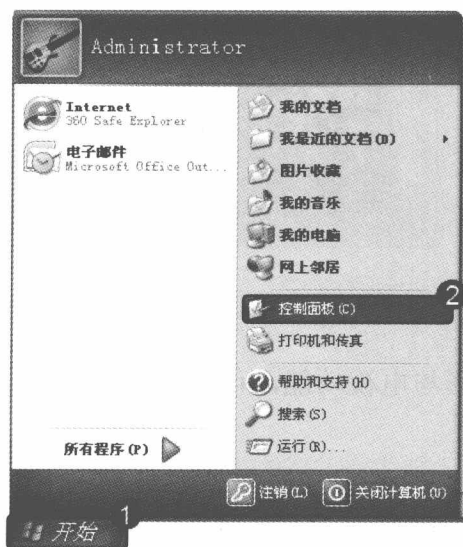 Administrator
Internet
360 Safe Explorer
电子邮件
Microsoft Office Out...
所有程序(P)
我的文档
我最近的文档(D)
图片收藏
我的音乐
我的电脑
网上邻居
控制面板(C)
2
打印机和传真
帮助和支持(H)
搜索(S)
运行(R)...
注销(L)
关闭计算机(U)
开始
1